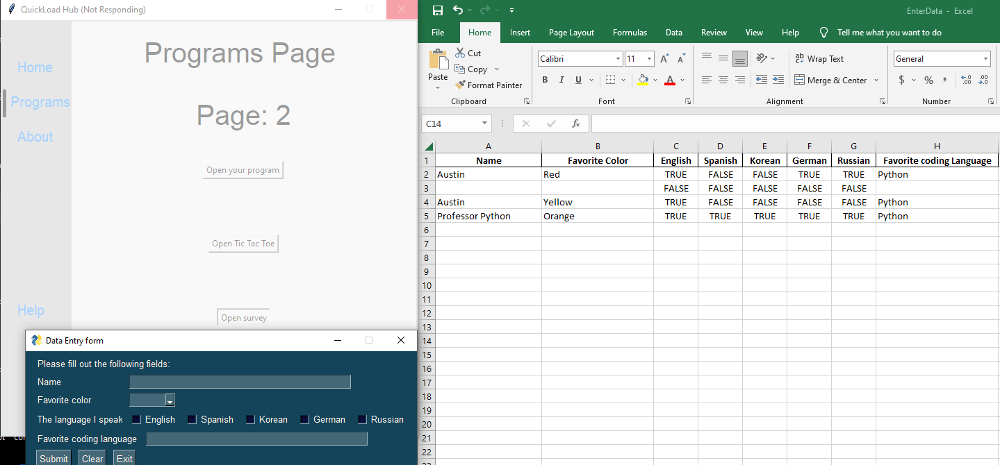 QuickLoad Hub (Not Responding)
Programs Page
Home
Programs
Page: 2
About
Open your program
Open Tic Tac Toe
Help
Open survey
Data Entry form
Please fill out the following fields:
Name
Favorite color
The language I speak English Spanish Korean German Russian
Favorite coding language
Submit Clear Exit
EnterData - Excel
File Home Insert Page Layout Formulas Data Review View Help Tell me what you want to do
Paste
Cut
Copy
Format Painter
Clipboard
Calibri 11 A A
B I U A
Font
ab Wrap Text
Merge & Center
Alignment
General
$ % ,
Number
C14 fx
A B C D E F G H
1 Name Favorite Color English Spanish Korean German Russian Favorite coding Language
2 Austin Red TRUE FALSE FALSE TRUE TRUE Python
3 FALSE FALSE FALSE FALSE FALSE
4 Austin Yellow TRUE FALSE FALSE FALSE FALSE Python
5 Professor Python Orange TRUE TRUE TRUE TRUE TRUE Python
6
7
8
9
10
11
12
13
14
15
16
17
18
19
20
21
22